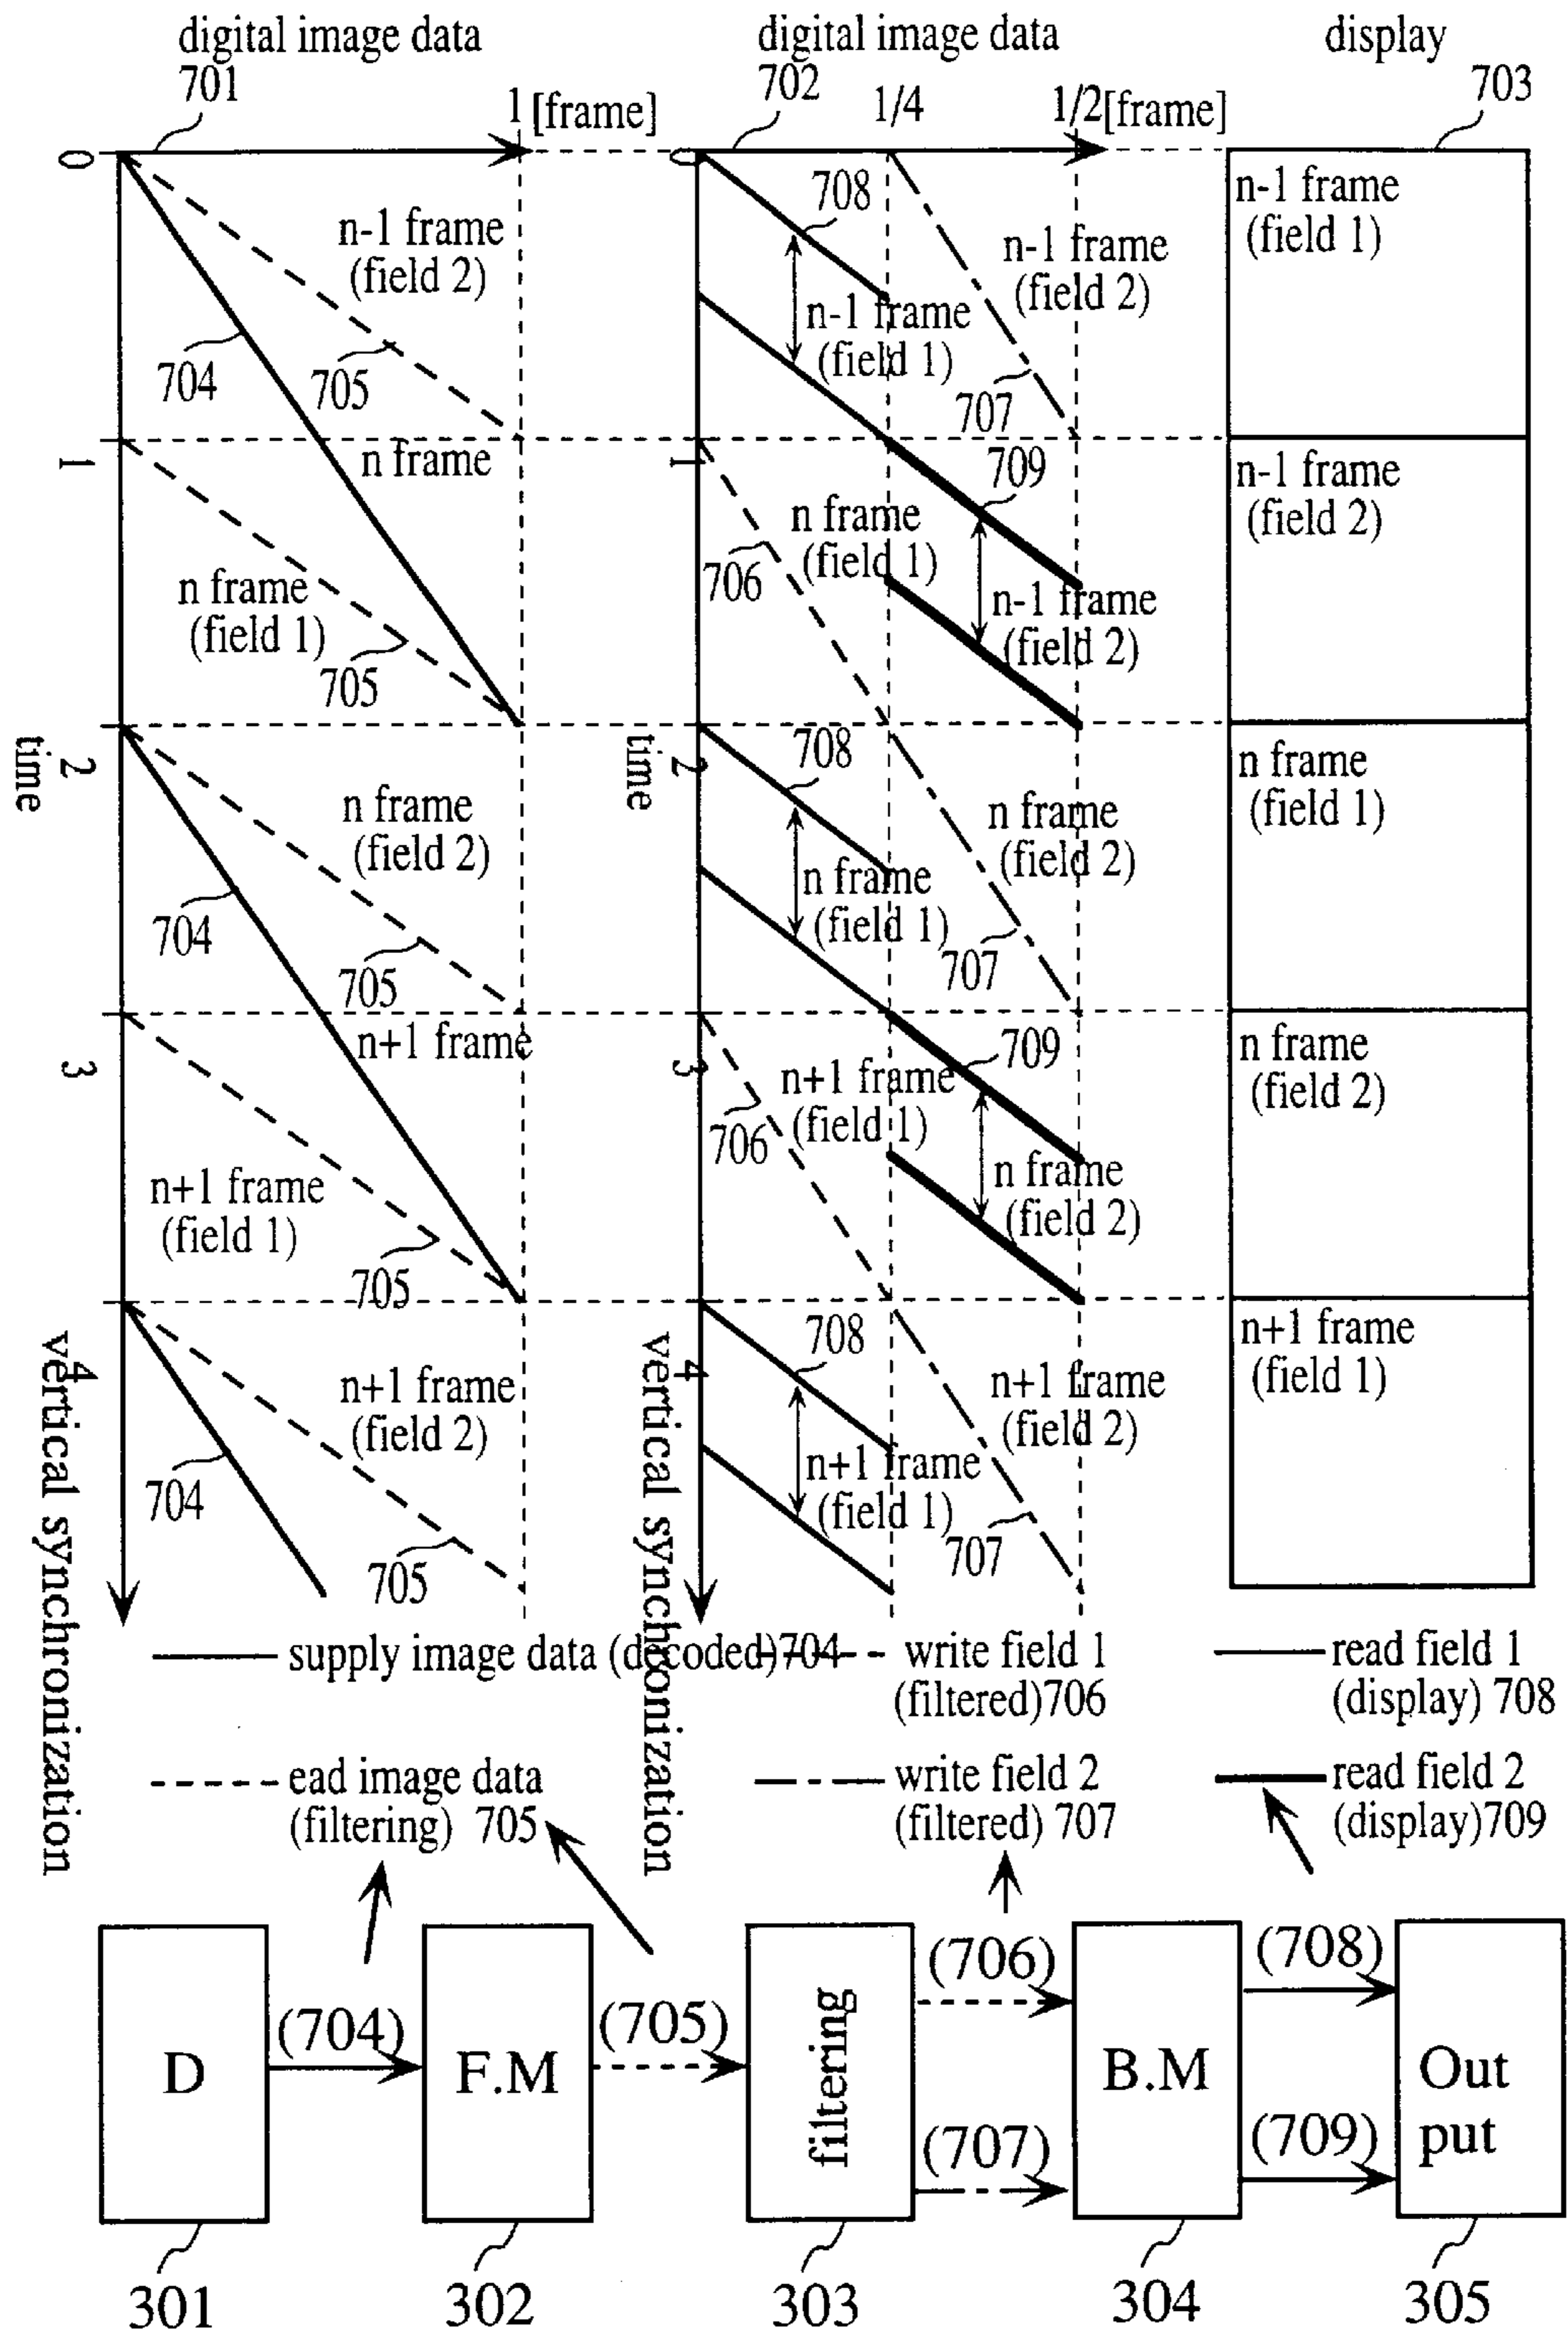 digital image data
701
1 [frame]
digital image data
702
1/4
1/2[frame]
display
703
0
n-1 frame
(field 2)
704
705
1
n frame
n frame
(field 1)
705
2
time
n frame
(field 2)
704
705
n+1 frame
3
n+1 frame
(field 1)
705
4
vertical synchronization
n+1 frame
(field 2)
704
705
0
708
n-1 frame
(field 2)
n-1 frame
(field 1)
707
1
709
n frame
(field 1)
706
n-1 frame
(field 2)
2
time
708
n frame
(field 2)
n frame
(field 1)
707
3
709
n+1 frame
(field 1)
706
n frame
(field 2)
4
vertical synchronization
708
n+1 frame
(field 2)
n+1 frame
(field 1)
707
n-1 frame
(field 1)
n-1 frame
(field 2)
n frame
(field 1)
n frame
(field 2)
n+1 frame
(field 1)
supply image data (decoded)704
write field 1
(filtered)706
read field 1
(display) 708
ead image data
(filtering) 705
write field 2
(filtered) 707
read field 2
(display)709
D
(704)
F.M
(705)
filtering
(706)
(707)
B.M
(708)
(709)
Out
put
301
302
303
304
305